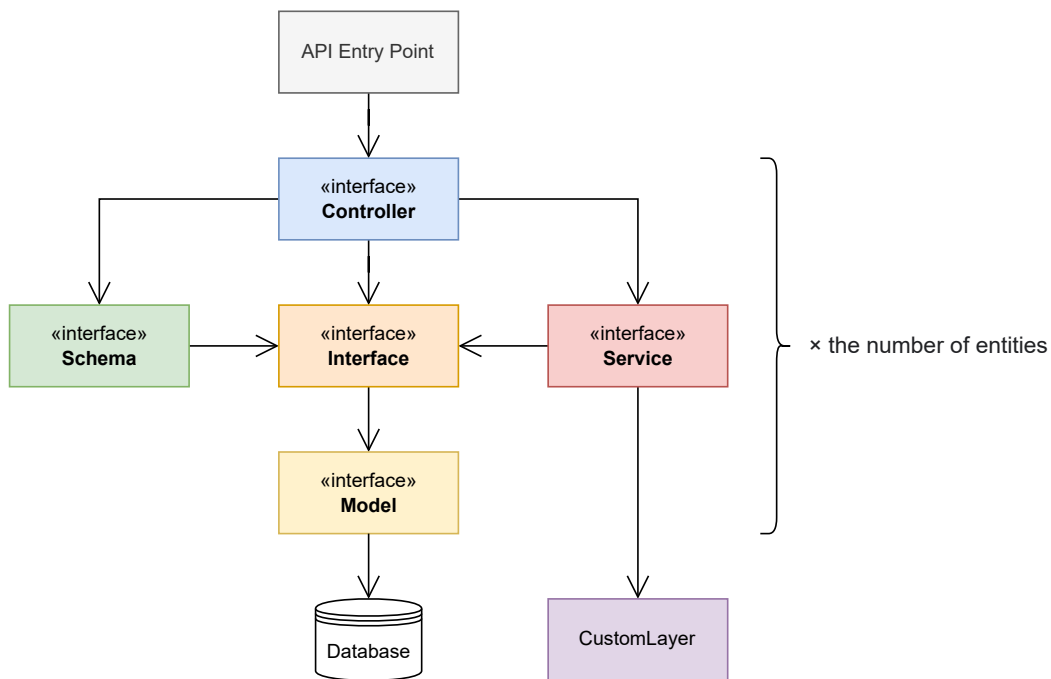 API Entry Point
«interface»
Controller
«interface»
Schema
«interface»
Interface
«interface»
Service
× the number of entities
«interface»
Model
Database
CustomLayer